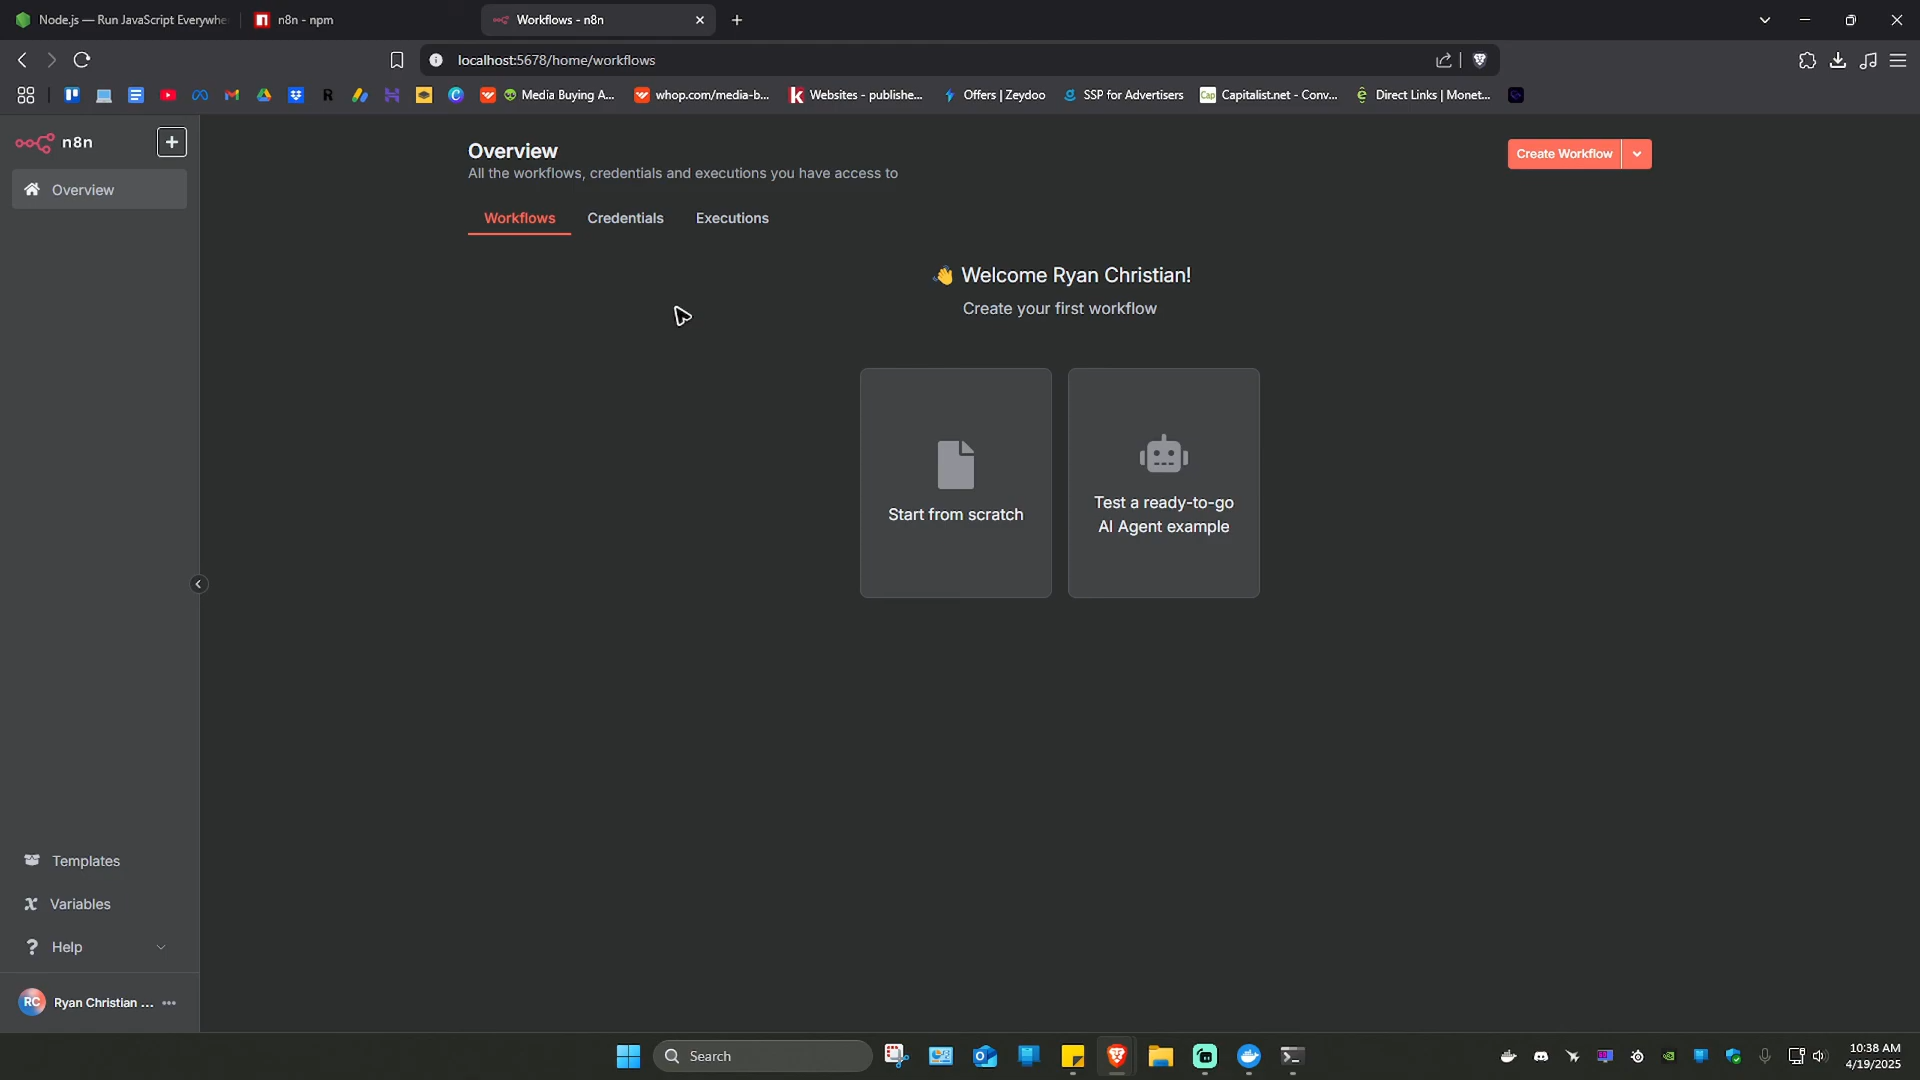 Node.js — Run JavaScript Everywhe
n8n - npm
Workflows - n8n
localhost:5678/home/workflows
Media Buying A...
whop.com/media-b...
Websites - publishe...
Offers | Zeydoo
SSP for Advertisers
Cap
Capitalist.net - Conv...
Direct Links | Monet...
n8n
Overview
Overview
All the workflows, credentials and executions you have access to
Create Workflow
Workflows
Credentials
Executions
👋 Welcome Ryan Christian!
Create your first workflow
Start from scratch
Test a ready-to-go
AI Agent example
Templates
Variables
Help
RC
Ryan Christian ...
Search
10:38 AM
4/19/2025